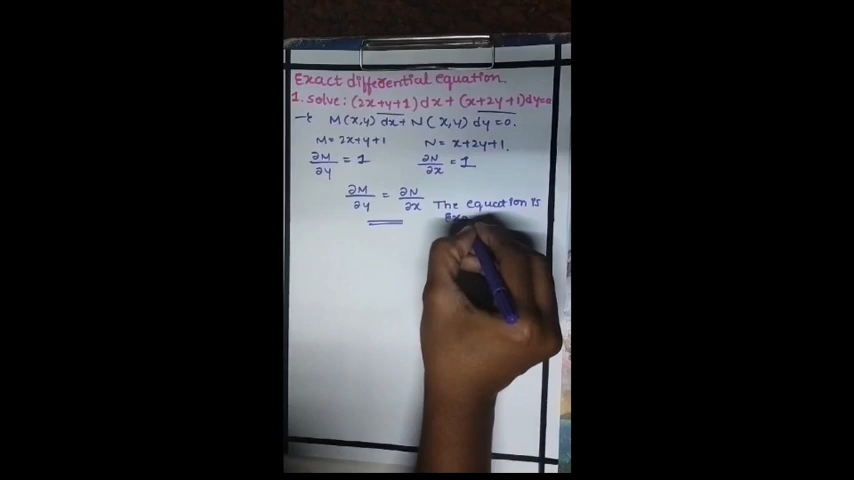 Exact differential equation.
1. solve: (2x+y+1)dx + (x+2y+1)dy=0
→ M(x,y) dx + N(x,y) dy = 0.
M = 2x+y+1 N = x+2y+1.
∂M/∂y = 1 ∂N/∂x = 1
∂M/∂y = ∂N/∂x The equation is